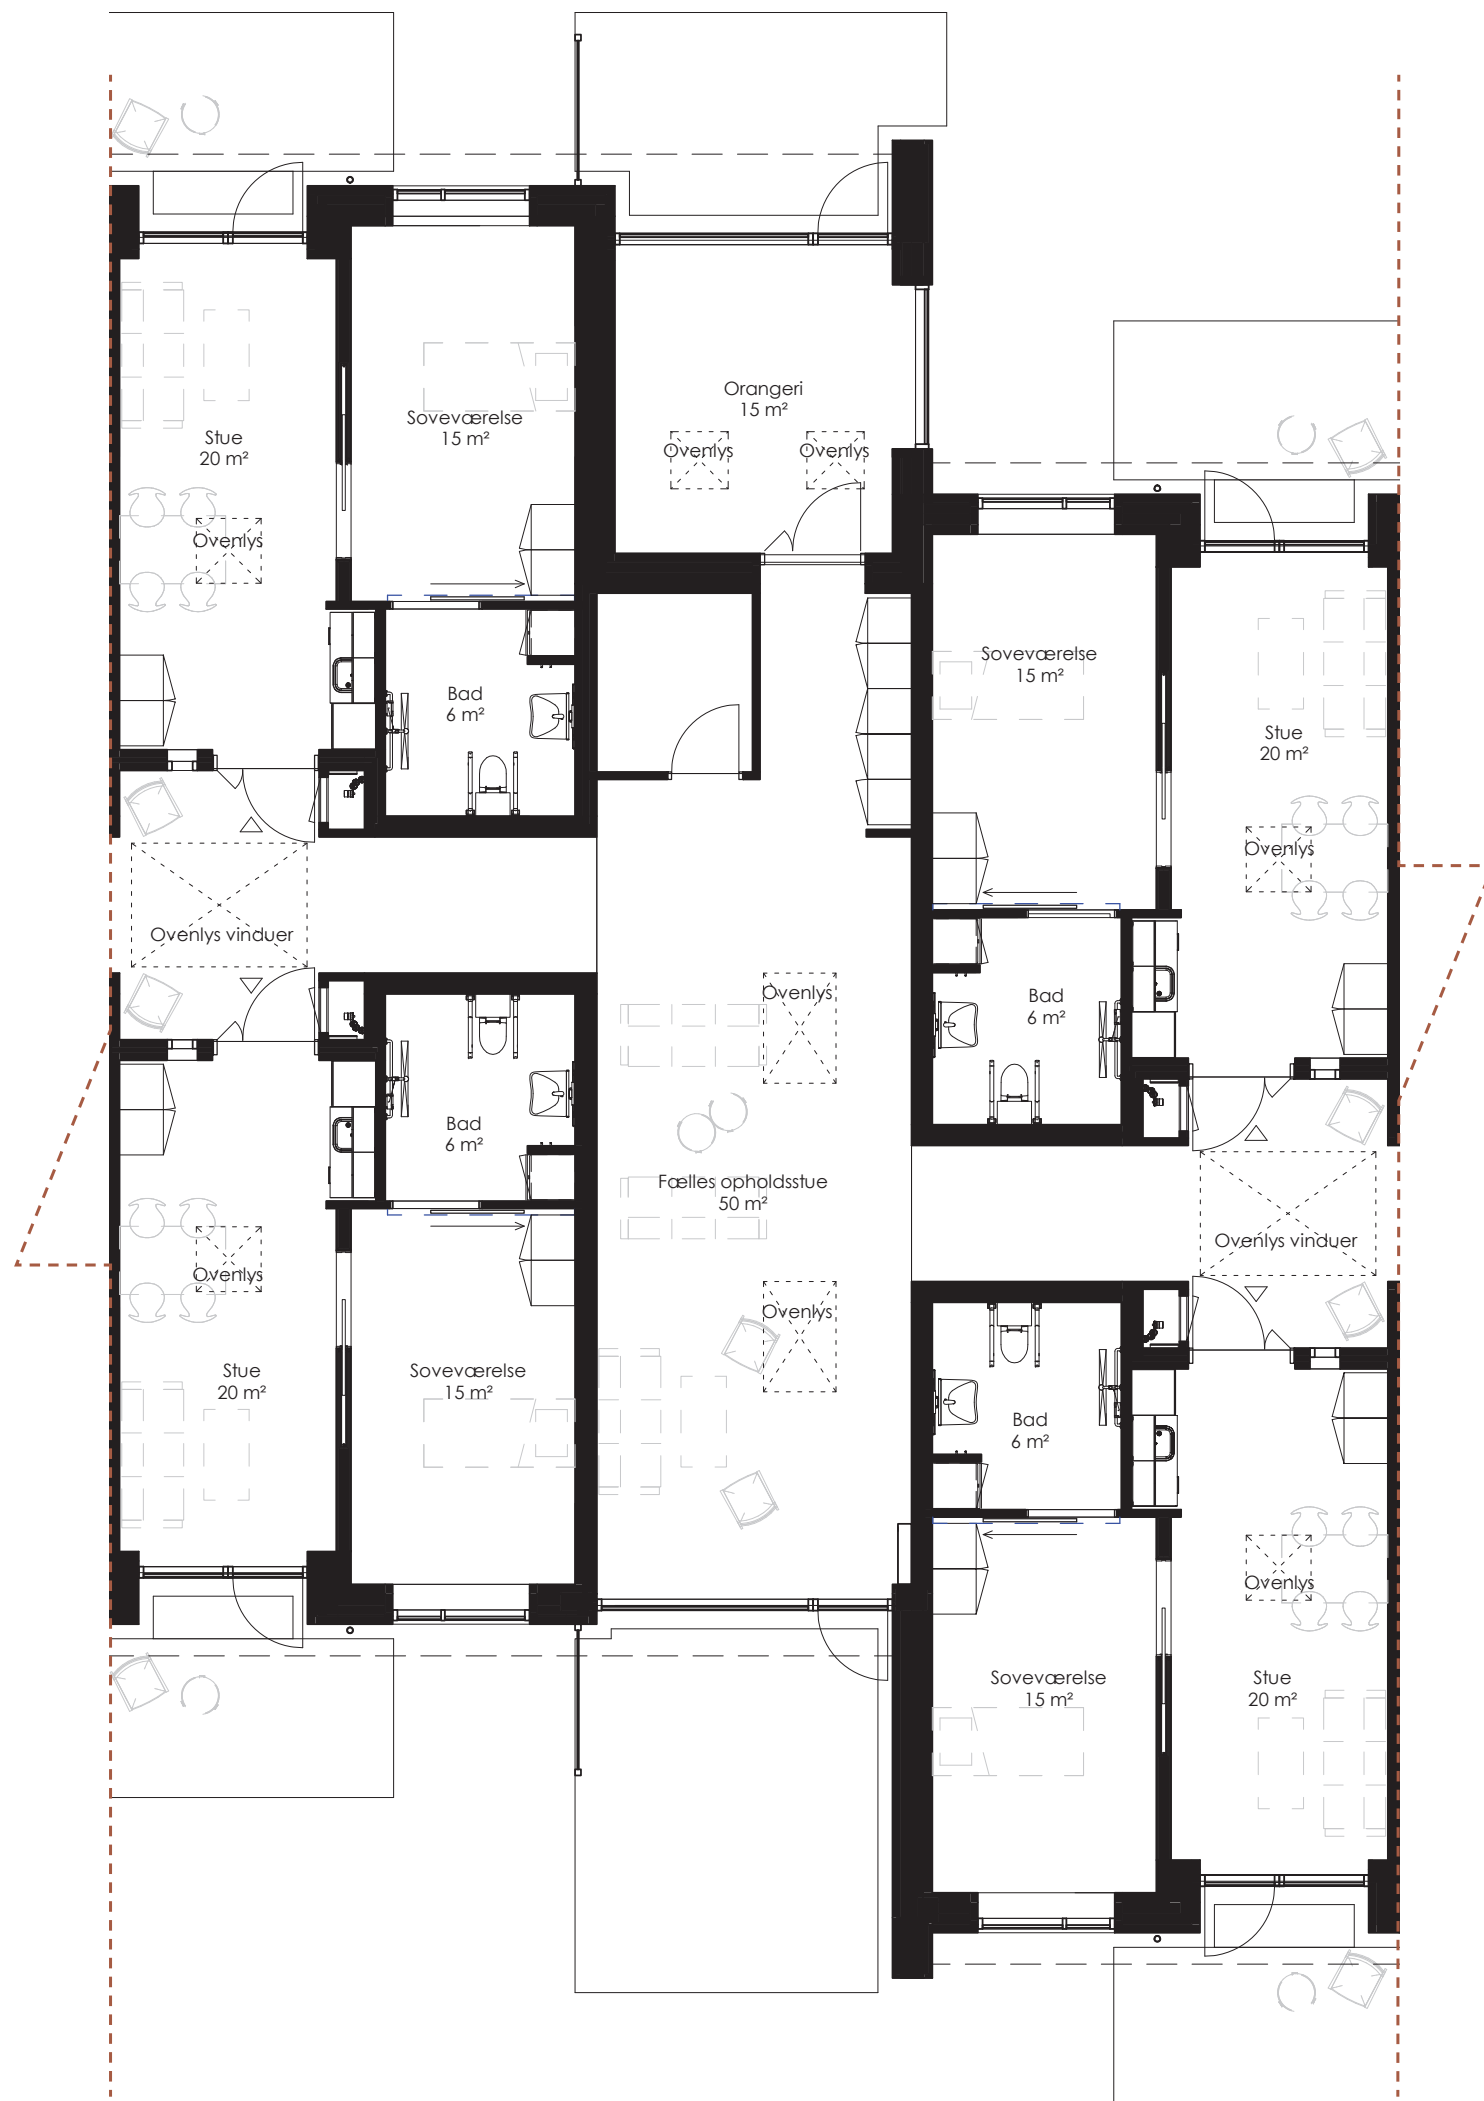 Orangeri
15 m²
Soveværelse
15 m²
Stue
20 m²
Ovenlys
Ovenlys
Ovenlys
Soveværelse
15 m²
Bad
6 m²
Stue
20 m²
Ovenlys
Ovenlys vinduer
Ovenlys
Bad
6 m²
Bad
6 m²
Fælles opholdsstue
50 m²
Ovenlys vinduer
Ovenlys
Ovenlys
Stue
20 m²
Soveværelse
15 m²
Bad
6 m²
Ovenlys
Soveværelse
15 m²
Stue
20 m²